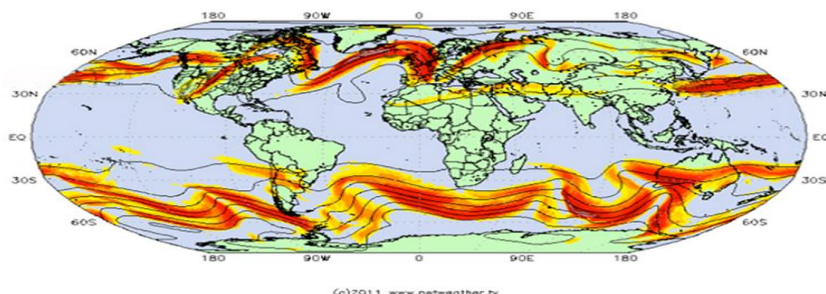 180 90W 0 90E 180
60N 60N
30N 30N
EQ EQ
30S 30S
60S 60S
180 90W 0 90E 180
(c)2011 www.netweather.tv